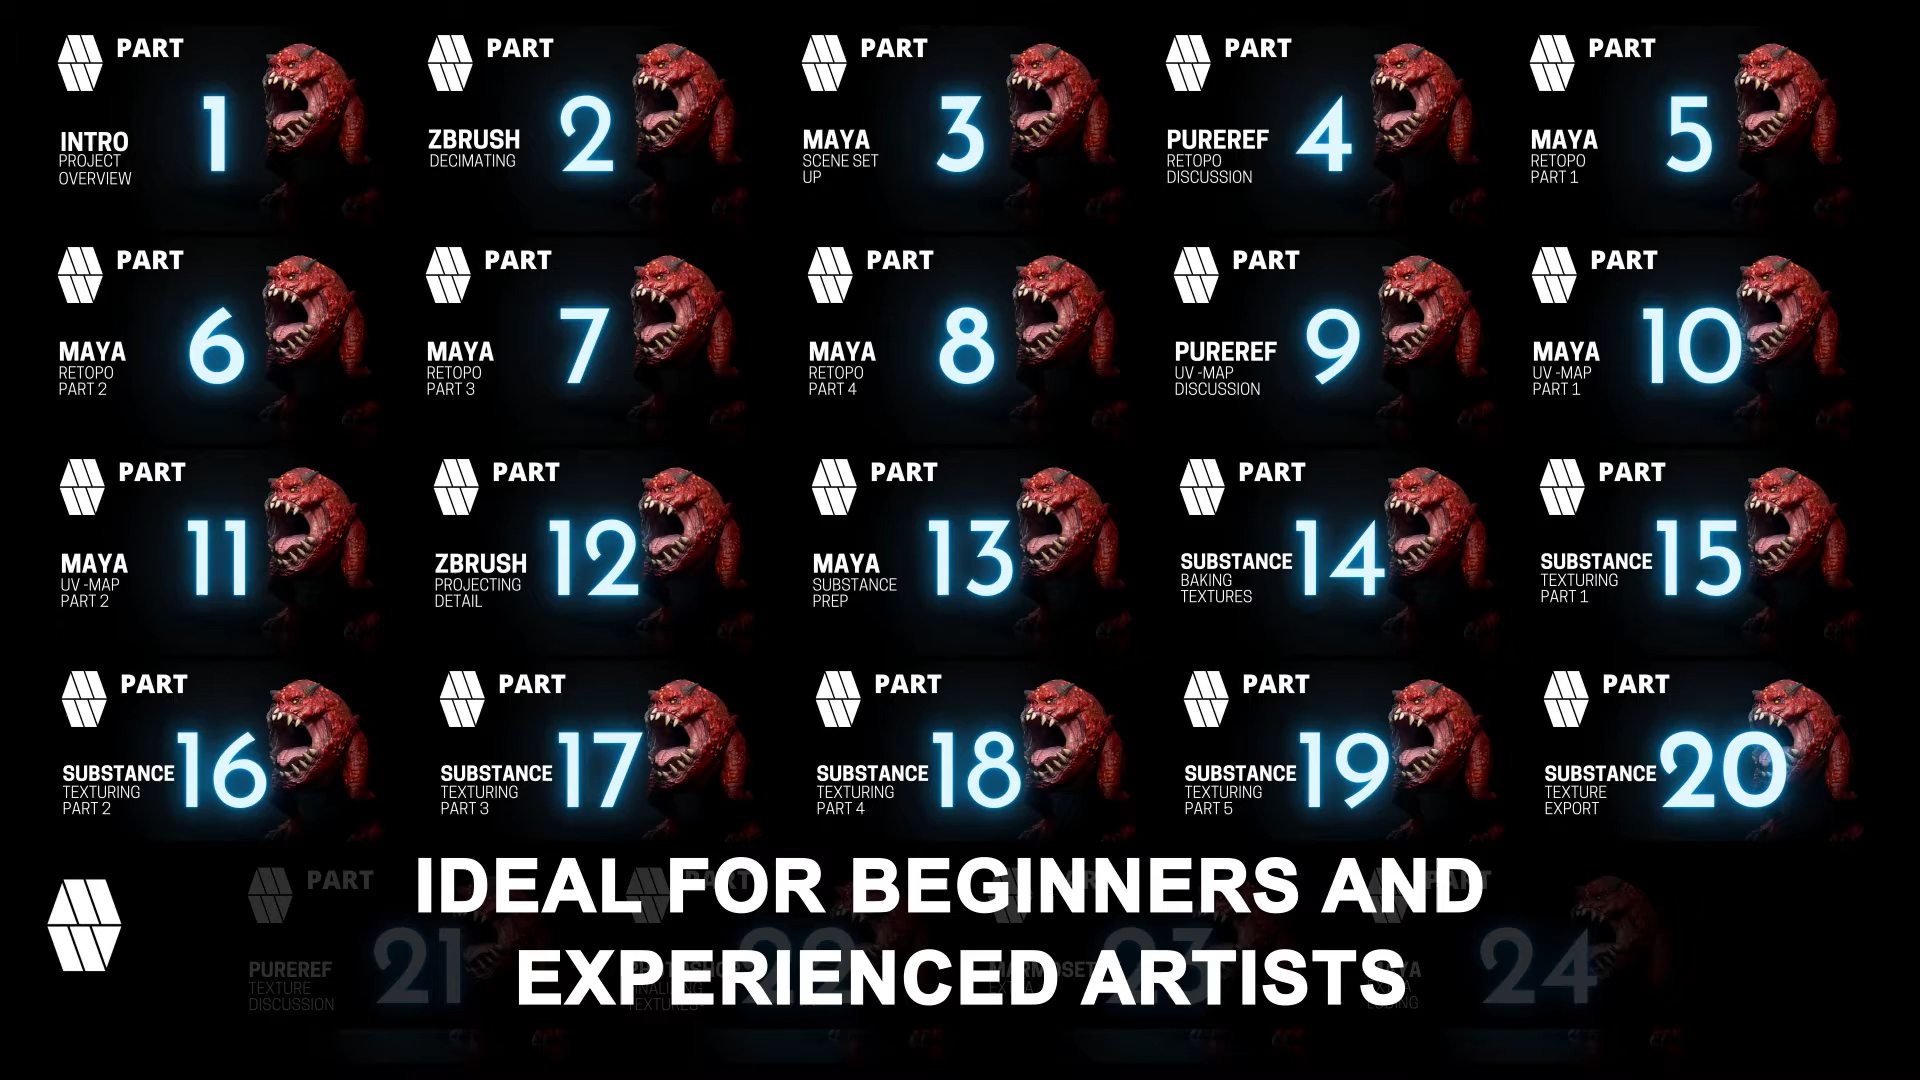 PART
1
INTRO
PROJECT
OVERVIEW
PART
2
ZBRUSH
DECIMATING
PART
3
MAYA
SCENE SET
UP
PART
4
PUREREF
RETOPO
DISCUSSION
PART
5
MAYA
RETOPO
PART 1
PART
6
MAYA
RETOPO
PART 2
PART
7
MAYA
RETOPO
PART 3
PART
8
MAYA
RETOPO
PART 4
PART
9
PUREREF
UV -MAP
DISCUSSION
PART
10
MAYA
UV -MAP
PART 1
PART
11
MAYA
UV -MAP
PART 2
PART
12
ZBRUSH
PROJECTING
DETAIL
PART
13
MAYA
SUBSTANCE
PREP
PART
14
SUBSTANCE
BAKING
TEXTURES
PART
15
SUBSTANCE
TEXTURING
PART 1
PART
16
SUBSTANCE
TEXTURING
PART 2
PART
17
SUBSTANCE
TEXTURING
PART 3
PART
18
SUBSTANCE
TEXTURING
PART 4
PART
19
SUBSTANCE
TEXTURING
PART 5
PART
20
SUBSTANCE
TEXTURE
EXPORT
PART
21
PUREREF
TEXTURE
DISCUSSION
PART
22
TEXTURES
23
MARMOSET
PART
24
IDEAL FOR BEGINNERS AND
EXPERIENCED ARTISTS